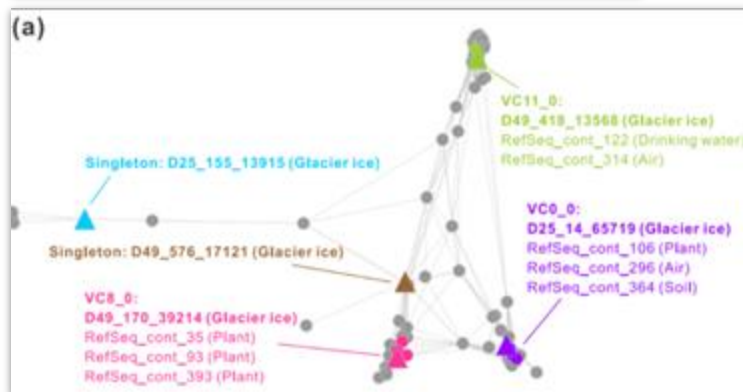 (a)
VC11_0:
D49_418_13568 (Glacier ice)
RefSeq_cont_122 (Drinking water)
RefSeq_cont_314 (Air)
Singleton: D25_155_13915 (Glacier ice)
VC0_0:
D25_14_65719 (Glacier ice)
RefSeq_cont_106 (Plant)
RefSeq_cont_296 (Air)
RefSeq_cont_364 (Soil)
Singleton: D49_576_17121 (Glacier ice)
VC8_0:
D49_170_39214 (Glacier ice)
RefSeq_cont_35 (Plant)
RefSeq_cont_93 (Plant)
RefSeq_cont_393 (Plant)